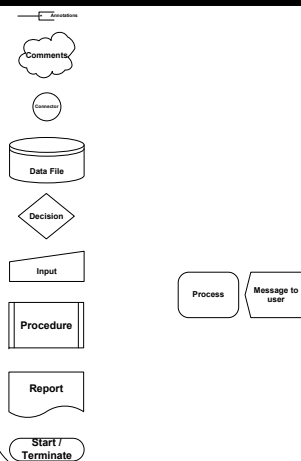 Annotations
Comments
Connector
Data File
Decision
Input
Process
Message to
user
Procedure
Report
Start /
Terminate